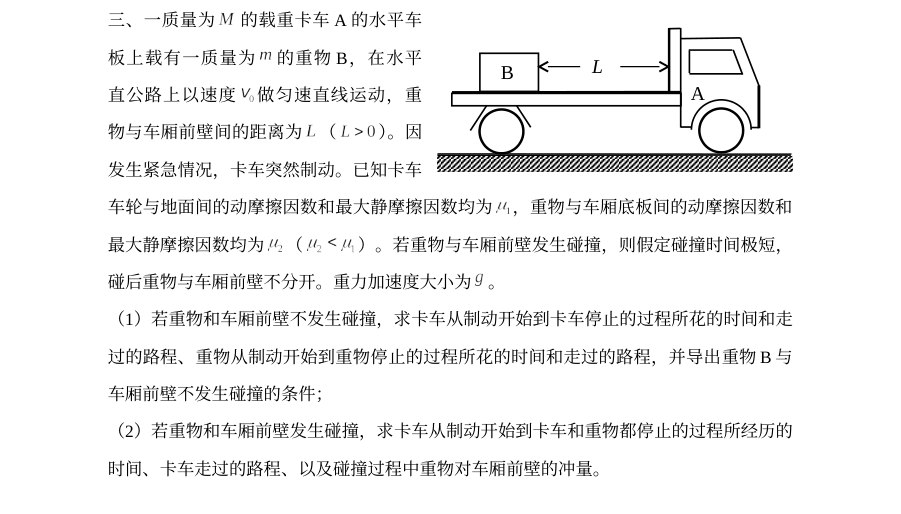 三、一质量为 M 的载重卡车 A 的水平车
板上载有一质量为 m 的重物 B，在水平
直公路上以速度 v₀ 做匀速直线运动，重
物与车厢前壁间的距离为 L（L > 0）。因
发生紧急情况，卡车突然制动。已知卡车
车轮与地面间的动摩擦因数和最大静摩擦因数均为 μ₁，重物与车厢底板间的动摩擦因数和
最大静摩擦因数均为 μ₂（μ₂ < μ₁）。若重物与车厢前壁发生碰撞，则假定碰撞时间极短，
碰后重物与车厢前壁不分开。重力加速度大小为 g。
（1）若重物和车厢前壁不发生碰撞，求卡车从制动开始到卡车停止的过程所花的时间和走
过的路程、重物从制动开始到重物停止的过程所花的时间和走过的路程，并导出重物 B 与
车厢前壁不发生碰撞的条件；
（2）若重物和车厢前壁发生碰撞，求卡车从制动开始到卡车和重物都停止的过程所经历的
时间、卡车走过的路程、以及碰撞过程中重物对车厢前壁的冲量。
B
L
A